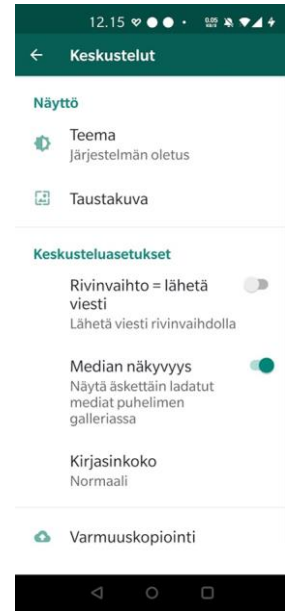 12.15
Keskustelut
Näyttö
Teema
Järjestelmän oletus
Taustakuva
Keskusteluasetukset
Rivinvaihto = lähetä
viesti
Lähetä viesti rivinvaihdolla
Median näkyvyys
Näytä äskettäin ladatut
mediat puhelimen
galleriassa
Kirjasinkoko
Normaali
Varmuuskopiointi